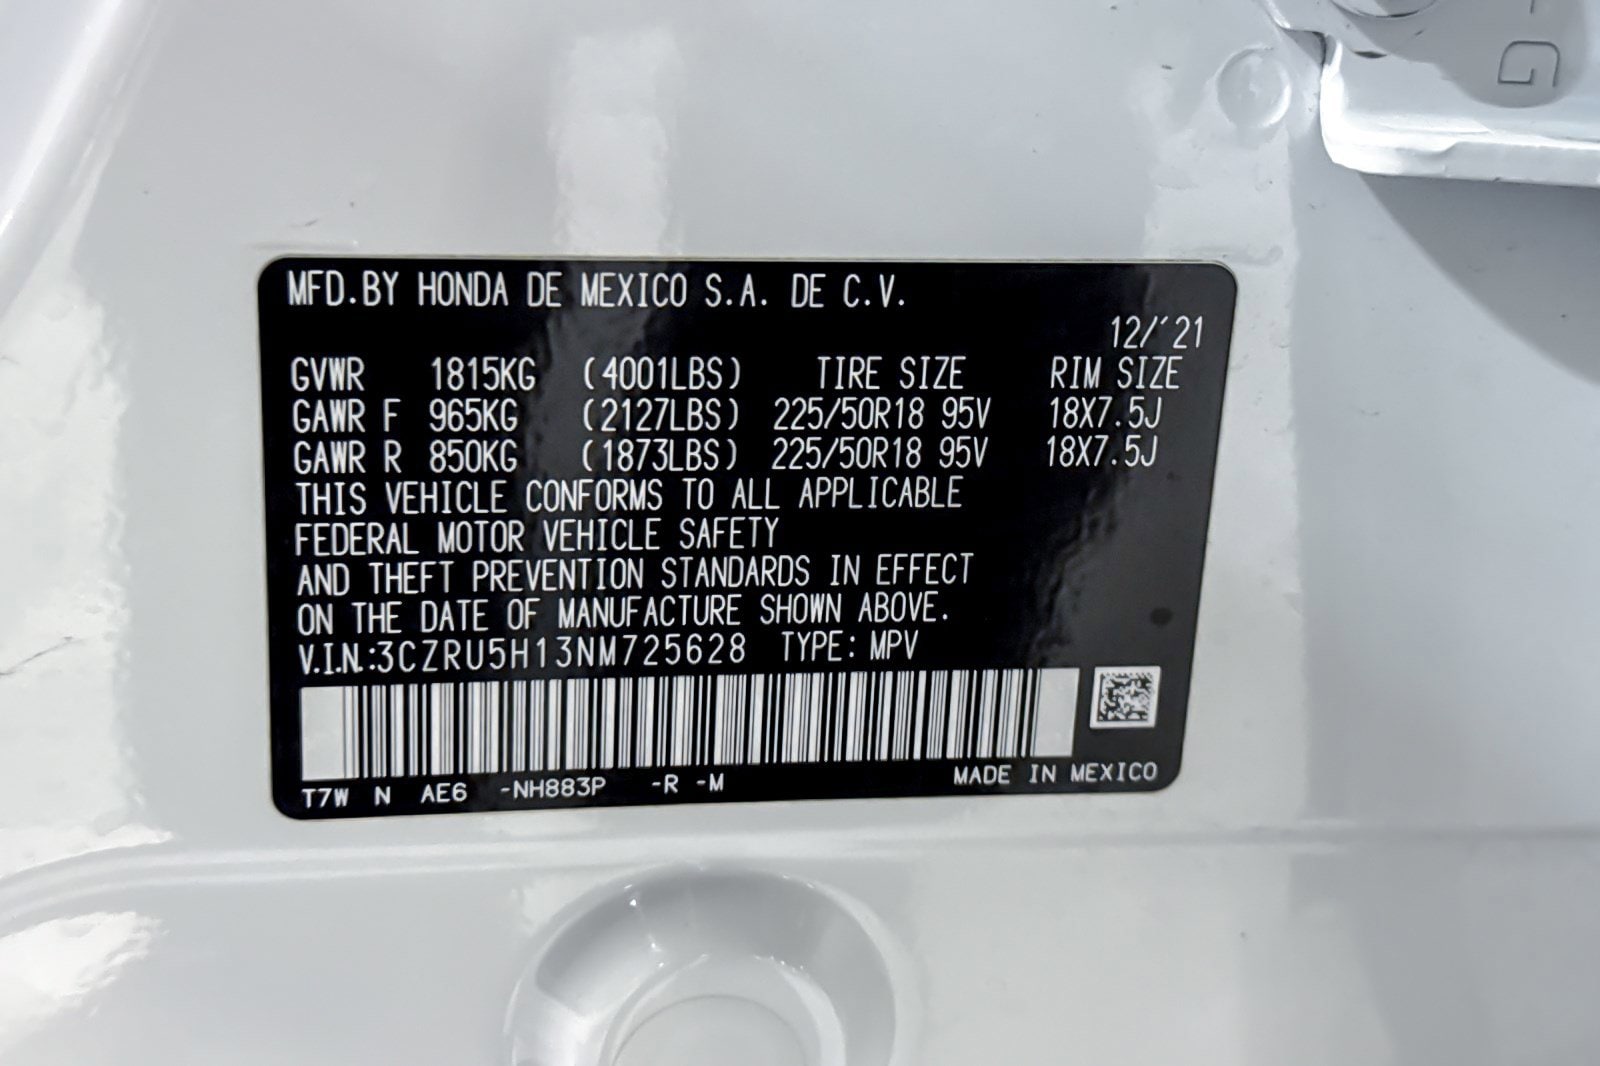 G
MFD.BY HONDA DE MEXICO S.A. DE C.V.
12/'21
GVWR 1815KG (4001LBS) TIRE SIZE RIM SIZE
GAWR F 965KG (2127LBS) 225/50R18 95V 18X7.5J
GAWR R 850KG (1873LBS) 225/50R18 95V 18X7.5J
THIS VEHICLE CONFORMS TO ALL APPLICABLE
FEDERAL MOTOR VEHICLE SAFETY
AND THEFT PREVENTION STANDARDS IN EFFECT
ON THE DATE OF MANUFACTURE SHOWN ABOVE.
V.I.N.:3CZRU5H13NM725628 TYPE: MPV
T7W N AE6 -NH883P -R -M MADE IN MEXICO